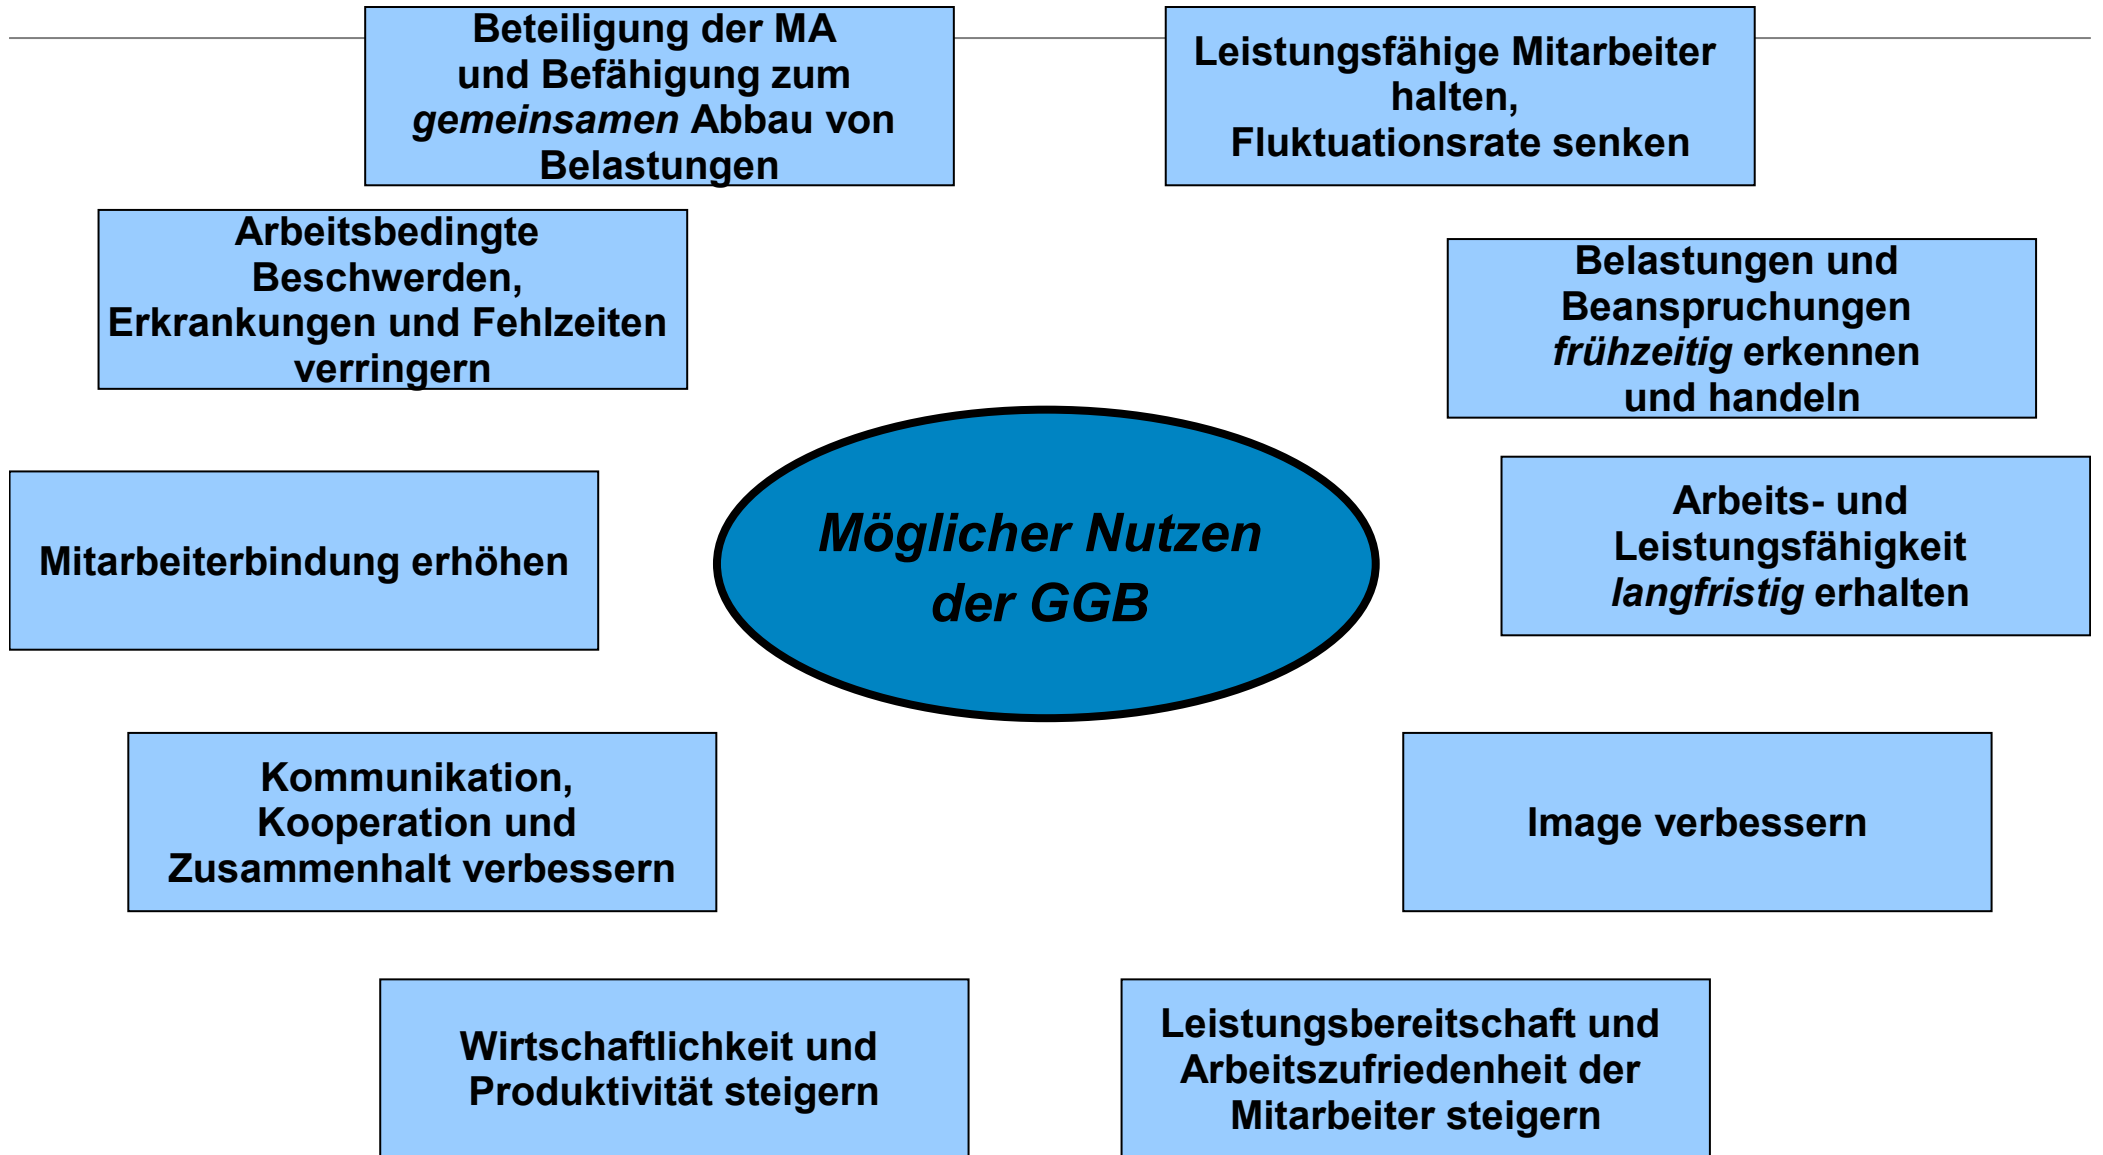 Beteiligung der MA
und Befähigung zum
gemeinsamen Abbau von
Belastungen
Leistungsfähige Mitarbeiter
halten,
Fluktuationsrate senken
Arbeitsbedingte
Beschwerden,
Erkrankungen und Fehlzeiten
verringern
Belastungen und
Beanspruchungen
frühzeitig erkennen
und handeln
Mitarbeiterbindung erhöhen
Möglicher Nutzen
der GGB
Arbeits- und
Leistungsfähigkeit
langfristig erhalten
Kommunikation,
Kooperation und
Zusammenhalt verbessern
Image verbessern
Wirtschaftlichkeit und
Produktivität steigern
Leistungsbereitschaft und
Arbeitszufriedenheit der
Mitarbeiter steigern